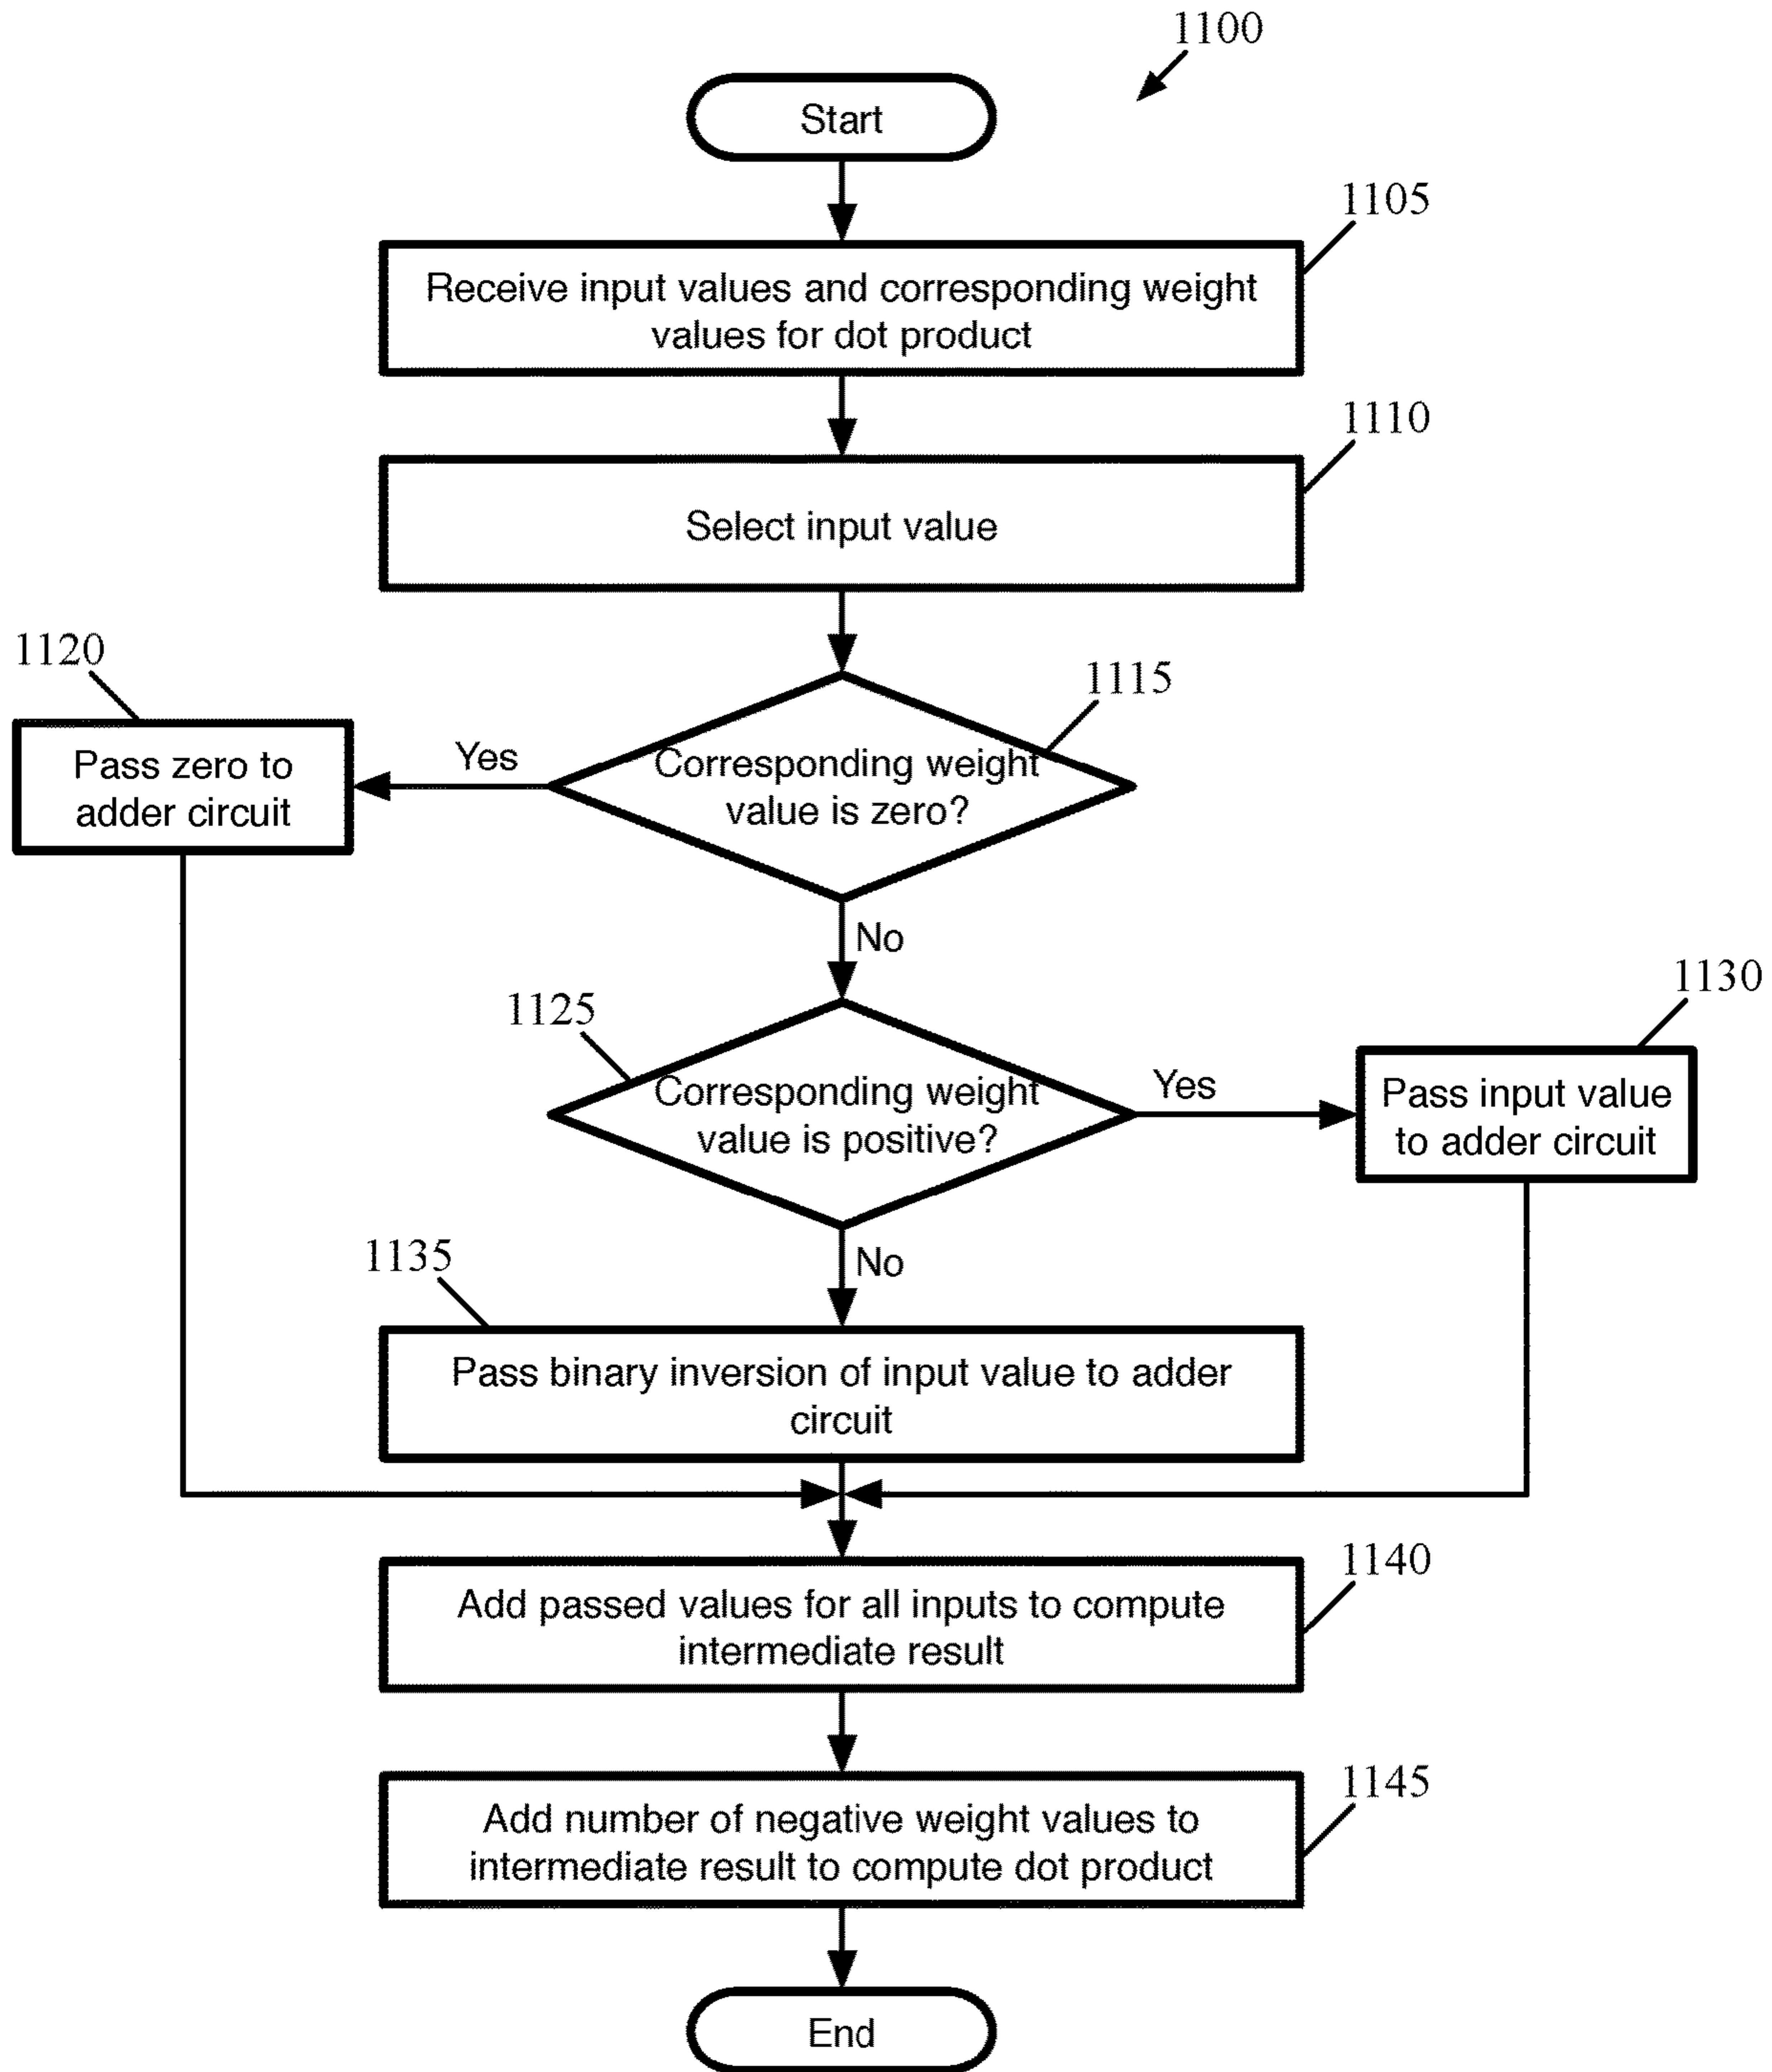 1100
Start
1105
Receive input values and corresponding weight
values for dot product
1110
Select input value
1120
1115
Pass zero to
adder circuit
Yes
Corresponding weight
value is zero?
No
1130
1125
Corresponding weight
value is positive?
Yes
Pass input value
to adder circuit
1135
No
Pass binary inversion of input value to adder
circuit
1140
Add passed values for all inputs to compute
intermediate result
1145
Add number of negative weight values to
intermediate result to compute dot product
End